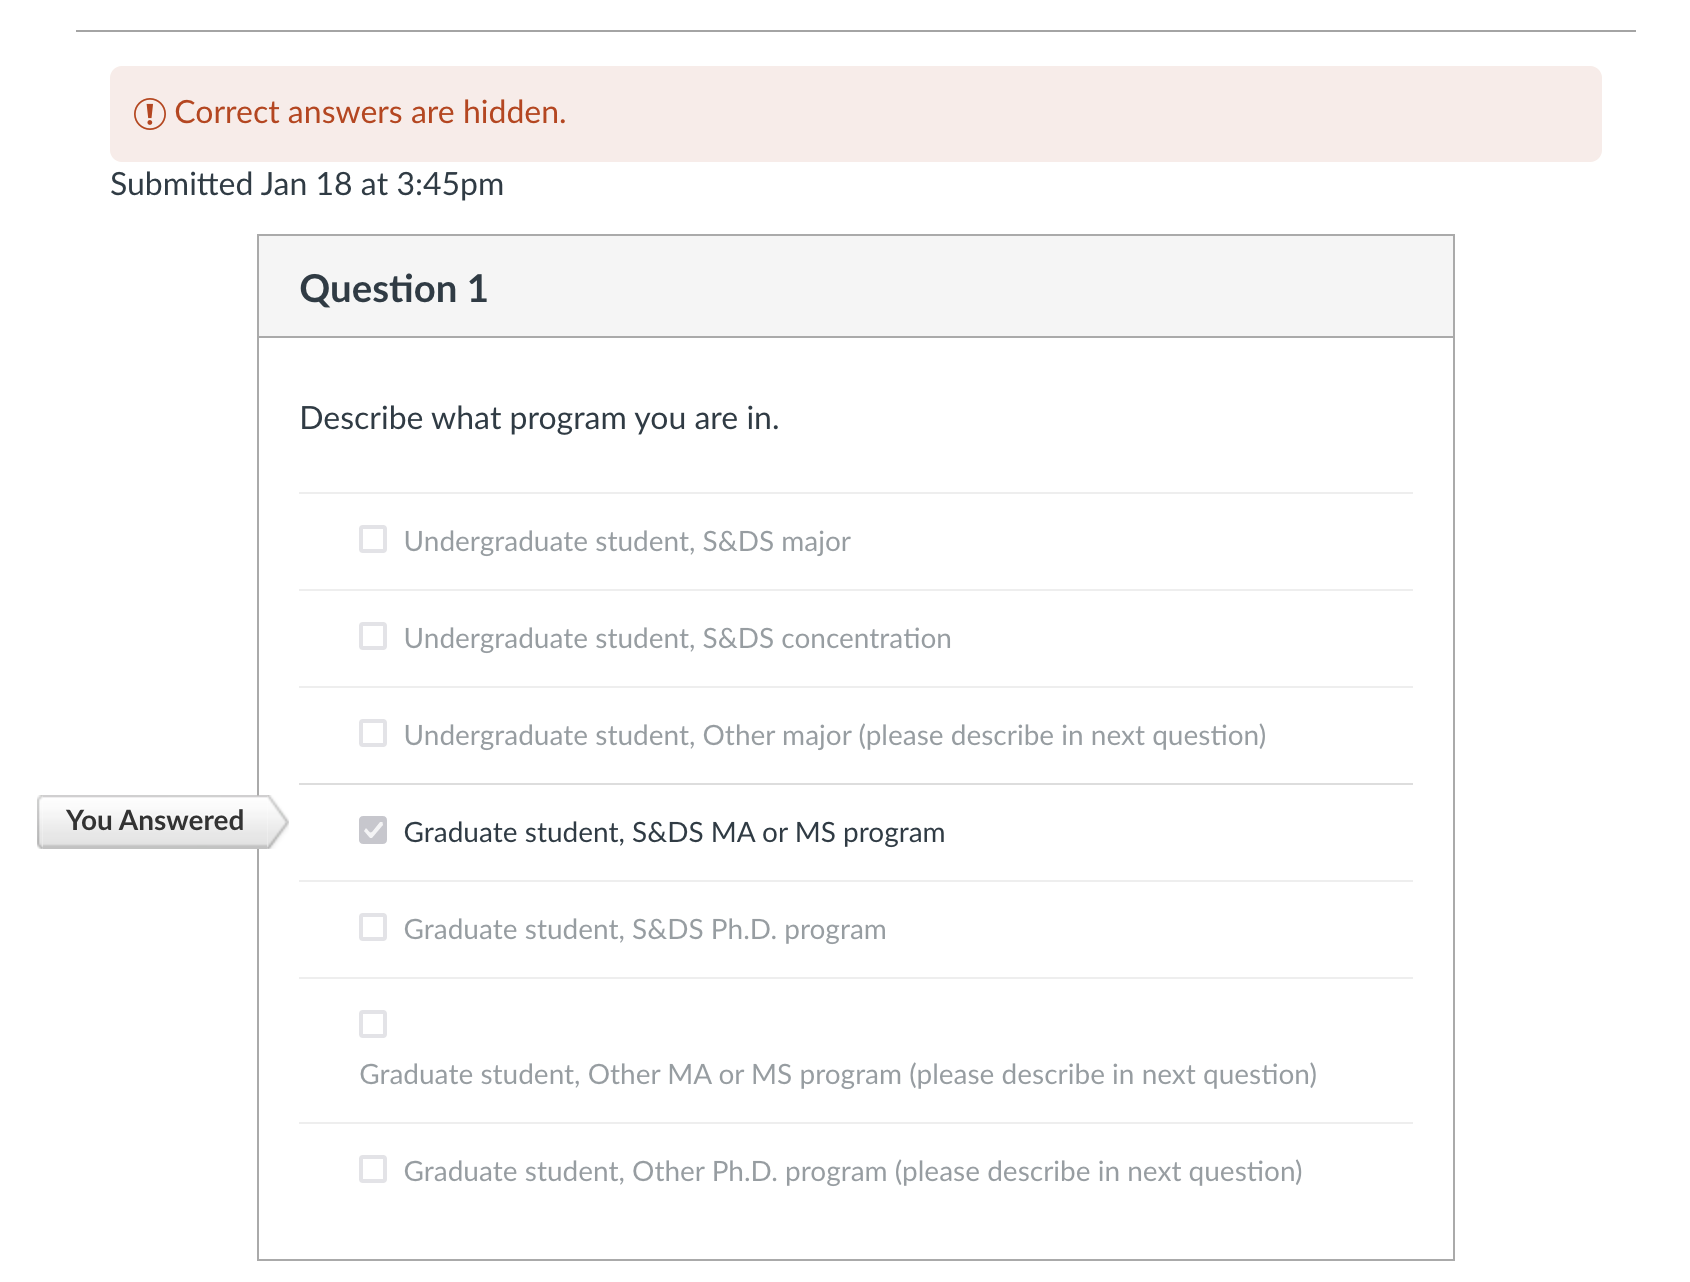 Correct answers are hidden.
Submitted Jan 18 at 3:45pm
Question 1
Describe what program you are in.
Undergraduate student, S&DS major
Undergraduate student, S&DS concentration
Undergraduate student, Other major (please describe in next question)
You Answered
Graduate student, S&DS MA or MS program
Graduate student, S&DS Ph.D. program
Graduate student, Other MA or MS program (please describe in next question)
Graduate student, Other Ph.D. program (please describe in next question)